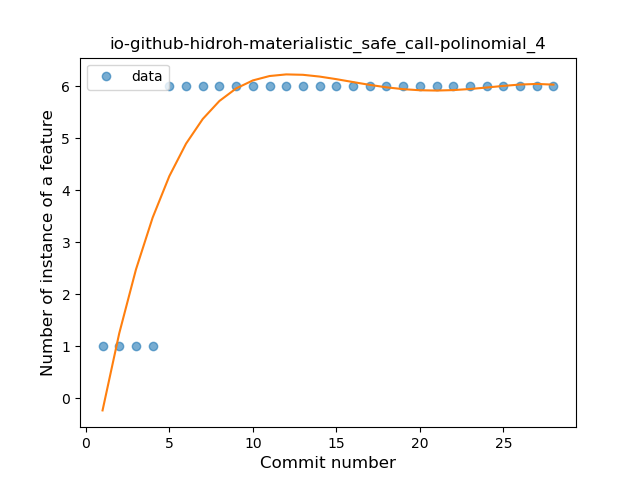 io-github-hidroh-materialistic_safe_call-polinomial_4
data
Number of instance of a feature
6
5
4
3
2
1
0
0 5 10 15 20 25
Commit number